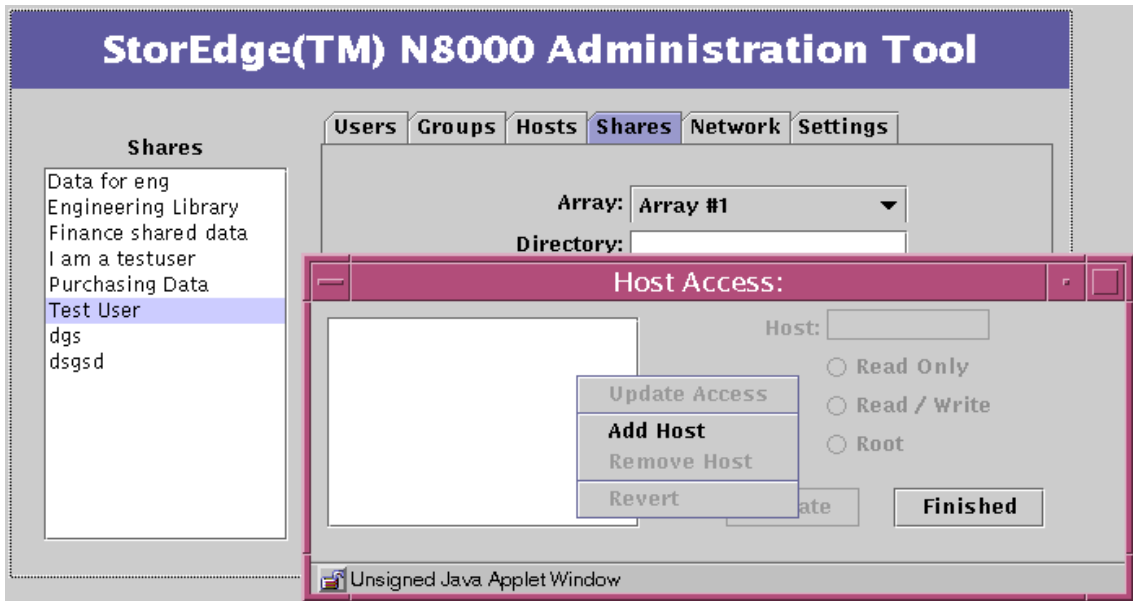 StorEdge(TM) N8000 Administration Tool
Users Groups Hosts Shares Network Settings
Shares
Data for eng
Engineering Library
Finance shared data
I am a testuser
Purchasing Data
Test User
dgs
dsgsd
Array: Array #1
Directory:
Host Access:
Host:
Read Only
Read / Write
Root
Update Access
Add Host
Remove Host
Revert
ate
Finished
Unsigned Java Applet Window